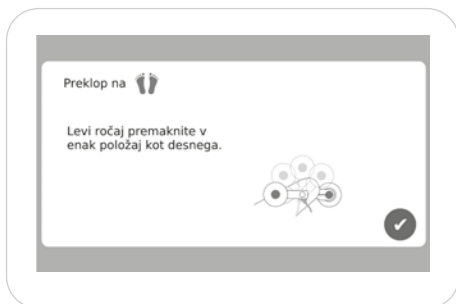 Preklop na
Levi ročaj premaknite v
enak položaj kot desnega.